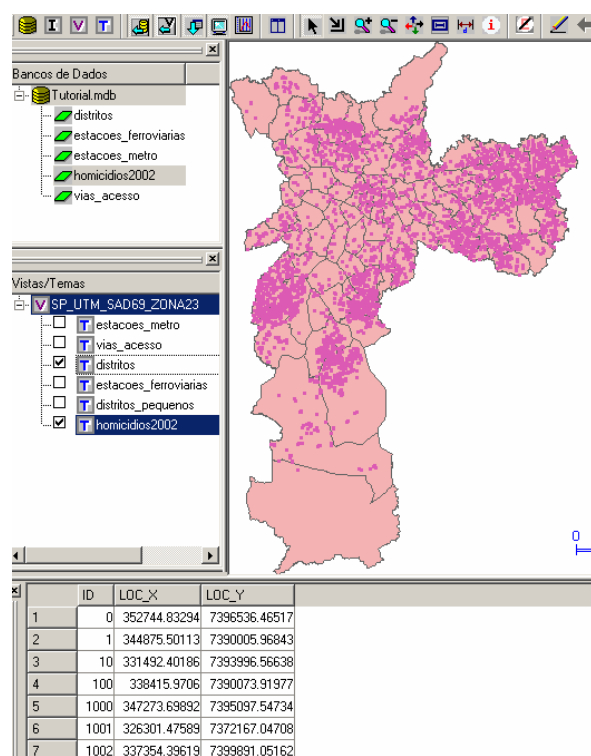 I V T
Bancos de Dados
Tutorial.mdb
distritos
estacoes_ferroviarias
estacoes_metro
homicidios2002
vias_acesso
Vistas/Temas
V SP_UTM_SAD69_ZONA23
T estacoes_metro
T vias_acesso
T distritos
T estacoes_ferroviarias
T distritos_pequenos
T homicidios2002
0
ID LOC_X LOC_Y
1 0 352744.83294 7396536.46517
2 1 344875.50113 7390005.96843
3 10 331492.40186 7393996.56638
4 100 338415.9706 7390073.91977
5 1000 347273.69892 7395097.54734
6 1001 326301.47589 7372167.04708
7 1002 337354.39619 7399891.05162